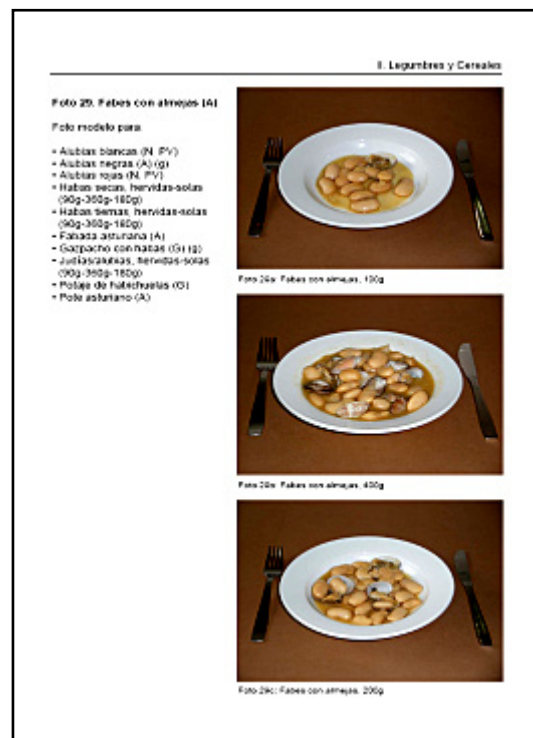 II. Legumbres y Cereales
Foto 29. Fabes con almejas (A)
Foto modelo para
- Alubias blancas (N, PV)
- Alubias negras (A) (g)
- Alubias rojas (N, PV)
- Habas secas, hervidas-solas
(90g-360g-180g)
- Habas tiernas, hervidas-solas
(90g-360g-180g)
- Fabada asturiana (A)
- Gazpacho con habas (G) (g)
- Judías/alubias, hervidas-solas
(90g-360g-180g)
- Potaje de habichuelas (G)
- Pote asturiano (A)
Foto 29a: Fabes con almejas, 100g
Fabes con almejas, 400g
Foto 29c: Fabes con almejas, 200g